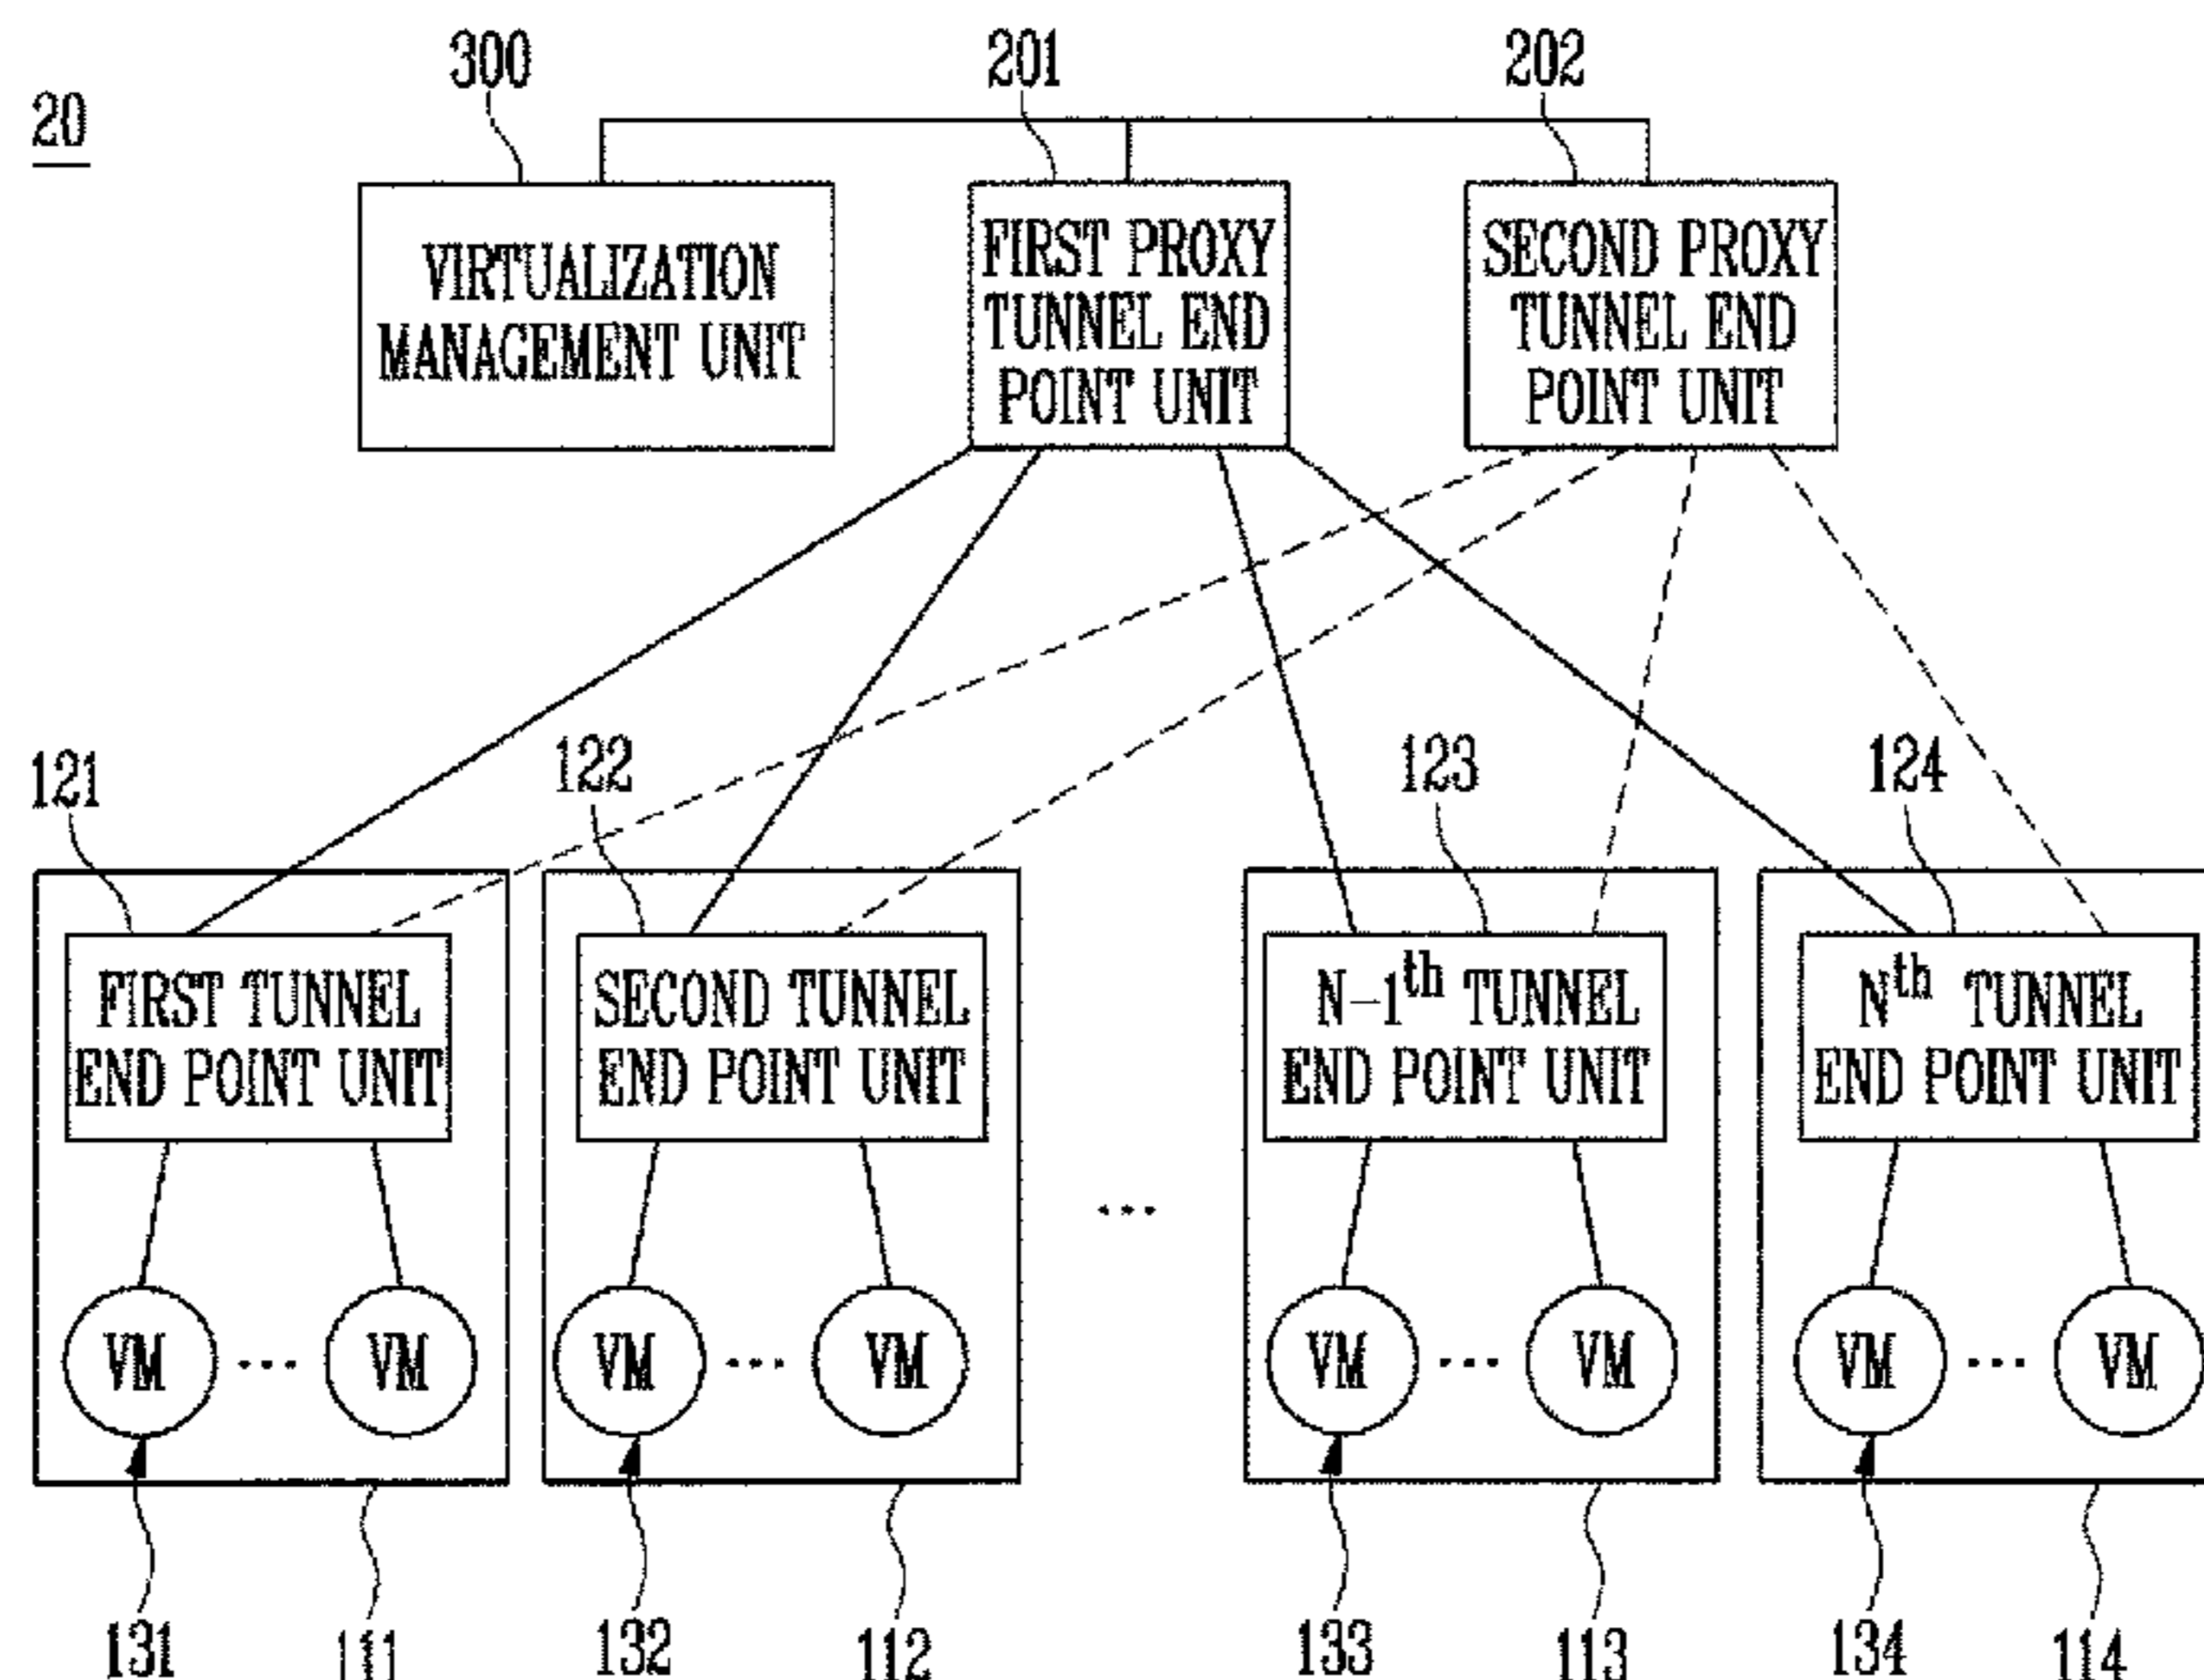 300 201 202
20
VIRTUALIZATION
MANAGEMENT UNIT
FIRST PROXY
TUNNEL END
POINT UNIT
SECOND PROXY
TUNNEL END
POINT UNIT
121 122 123 124
FIRST TUNNEL
END POINT UNIT
SECOND TUNNEL
END POINT UNIT
N-1th TUNNEL
END POINT UNIT
Nth TUNNEL
END POINT UNIT
...
VM ... VM VM ... VM VM ... VM VM ... VM
131 111 132 112 133 113 134 114